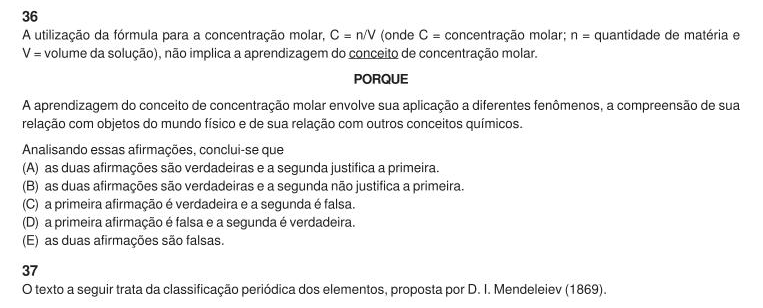 36
A utilização da fórmula para a concentração molar, C = n/V (onde C = concentração molar; n = quantidade de matéria e
V = volume da solução), não implica a aprendizagem do conceito de concentração molar.
PORQUE
A aprendizagem do conceito de concentração molar envolve sua aplicação a diferentes fenômenos, a compreensão de sua
relação com objetos do mundo físico e de sua relação com outros conceitos químicos.
Analisando essas afirmações, conclui-se que
(A) as duas afirmações são verdadeiras e a segunda justifica a primeira.
(B) as duas afirmações são verdadeiras e a segunda não justifica a primeira.
(C) a primeira afirmação é verdadeira e a segunda é falsa.
(D) a primeira afirmação é falsa e a segunda é verdadeira.
(E) as duas afirmações são falsas.
37
O texto a seguir trata da classificação periódica dos elementos, proposta por D. I. Mendeleiev (1869).